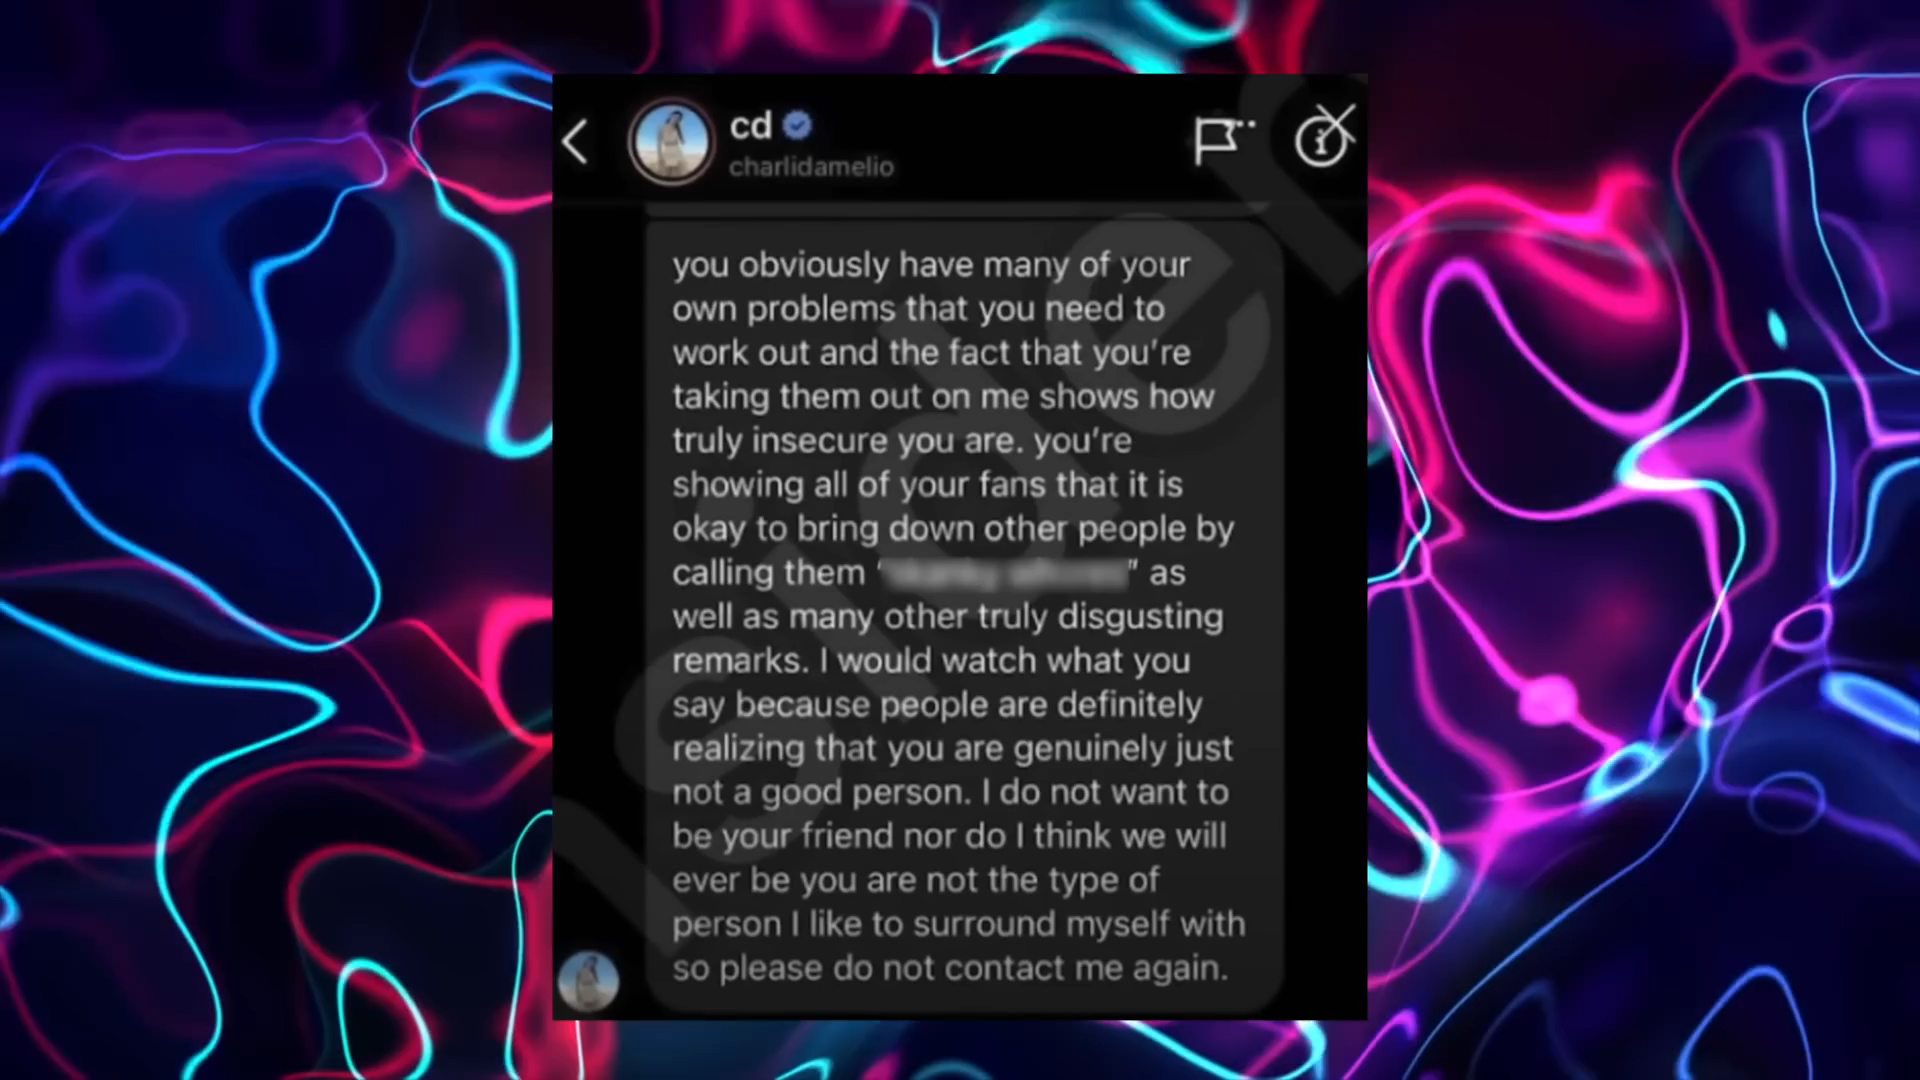 cd
charlidamelio
you obviously have many of your
own problems that you need to
work out and the fact that you're
taking them out on me shows how
truly insecure you are. you're
showing all of your fans that it is
okay to bring down other people by
calling them “ ” as
well as many other truly disgusting
remarks. I would watch what you
say because people are definitely
realizing that you are genuinely just
not a good person. I do not want to
be your friend nor do I think we will
ever be you are not the type of
person I like to surround myself with
so please do not contact me again.